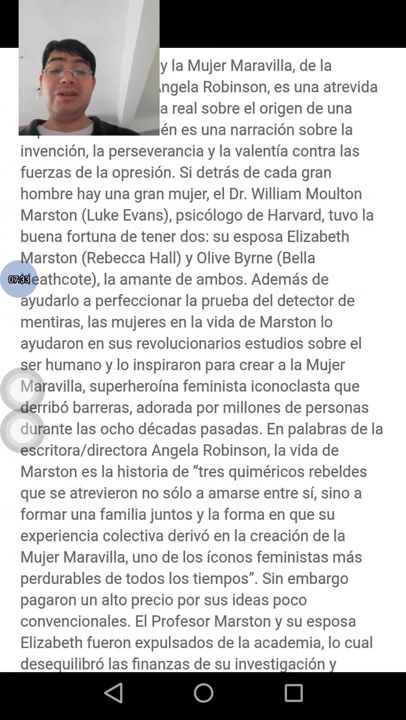 y la Mujer Maravilla, de la
Angela Robinson, es una atrevida
a real sobre el origen de una
én es una narración sobre la
invención, la perseverancia y la valentía contra las
fuerzas de la opresión. Si detrás de cada gran
hombre hay una gran mujer, el Dr. William Moulton
Marston (Luke Evans), psicólogo de Harvard, tuvo la
buena fortuna de tener dos: su esposa Elizabeth
Marston (Rebecca Hall) y Olive Byrne (Bella
07:33
Heathcote), la amante de ambos. Además de
ayudarlo a perfeccionar la prueba del detector de
mentiras, las mujeres en la vida de Marston lo
ayudaron en sus revolucionarios estudios sobre el
ser humano y lo inspiraron para crear a la Mujer
Maravilla, superheroína feminista iconoclasta que
derribó barreras, adorada por millones de personas
durante las ocho décadas pasadas. En palabras de la
escritora/directora Angela Robinson, la vida de
Marston es la historia de “tres quiméricos rebeldes
que se atrevieron no sólo a amarse entre sí, sino a
formar una familia juntos y la forma en que su
experiencia colectiva derivó en la creación de la
Mujer Maravilla, uno de los íconos feministas más
perdurables de todos los tiempos”. Sin embargo
pagaron un alto precio por sus ideas poco
convencionales. El Profesor Marston y su esposa
Elizabeth fueron expulsados de la academia, lo cual
desequilibró las finanzas de su investigación y